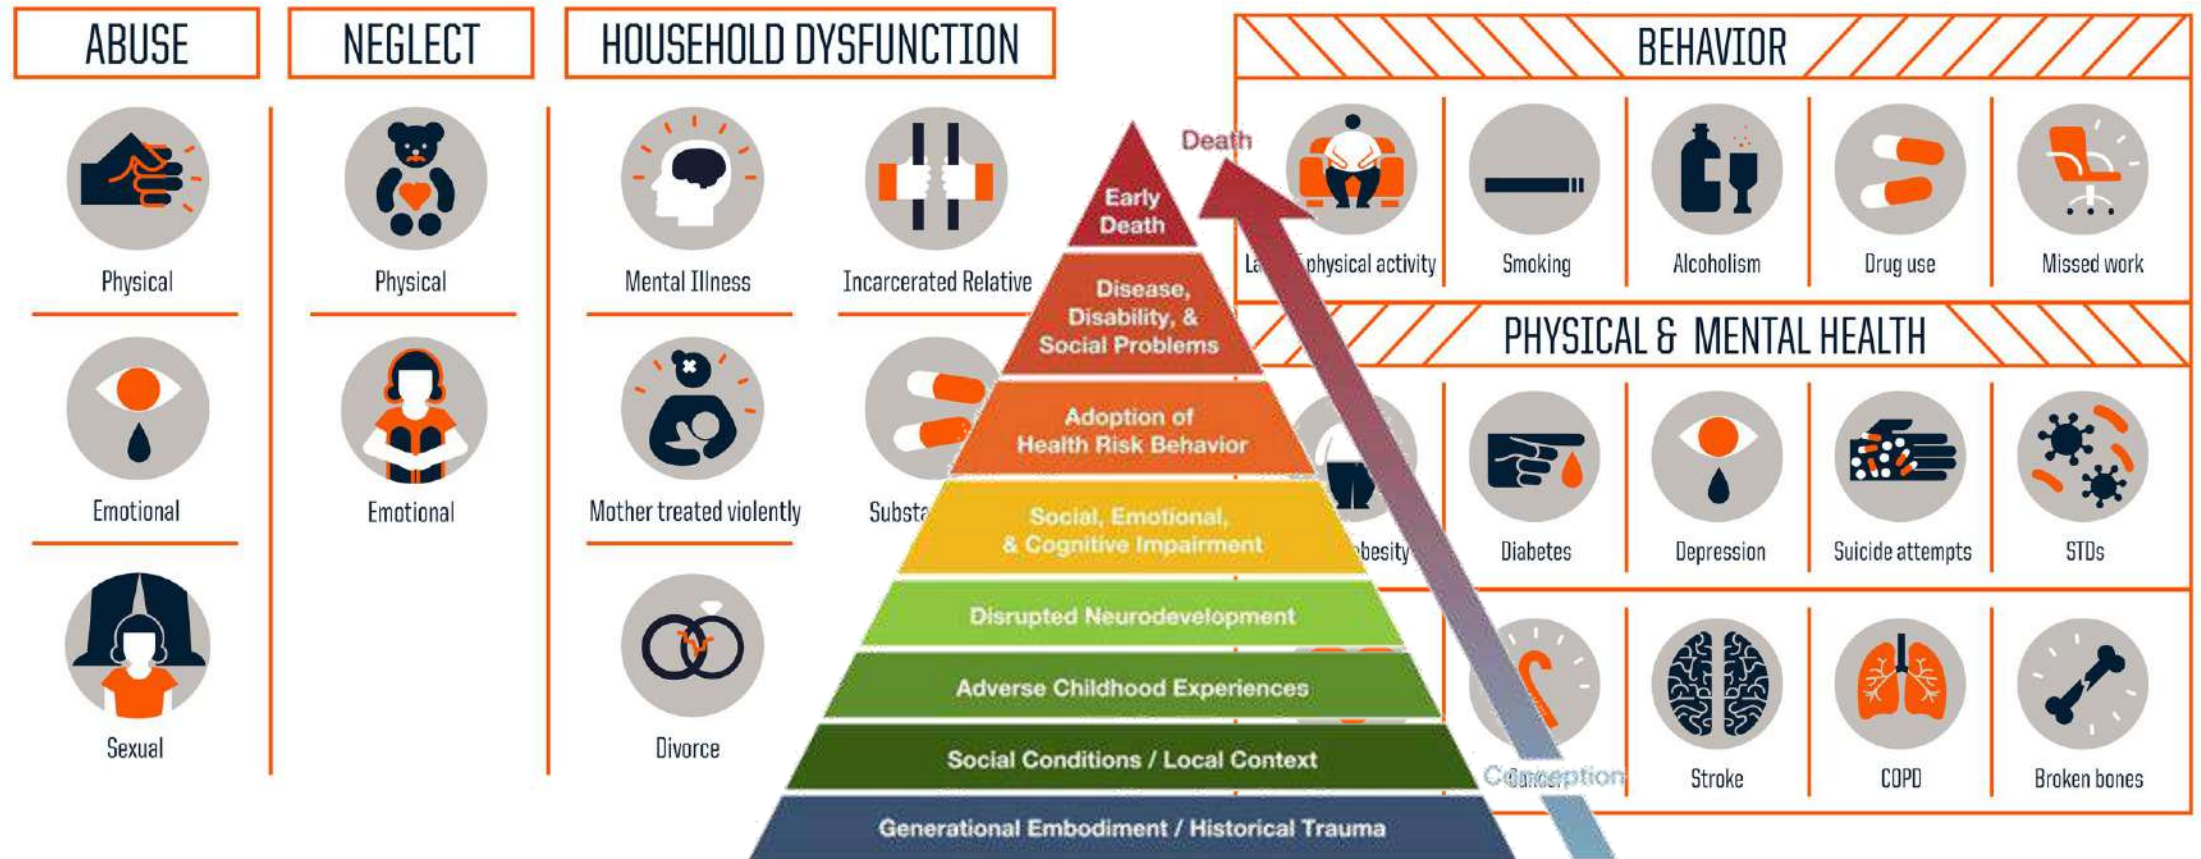 ABUSE
Physical
Emotional
Sexual
NEGLECT
Physical
Emotional
HOUSEHOLD DYSFUNCTION
Mental Illness
Incarcerated Relative
Mother treated violently
Divorce
Death
Early
Death
Disease,
Disability, &
Social Problems
Adoption of
Health Risk Behavior
Social, Emotional,
& Cognitive Impairment
Disrupted Neurodevelopment
Adverse Childhood Experiences
Social Conditions / Local Context
Generational Embodiment / Historical Trauma
Conception
BEHAVIOR
physical activity
Smoking
Alcoholism
Drug use
Missed work
PHYSICAL & MENTAL HEALTH
Diabetes
Depression
Suicide attempts
STDs
Stroke
COPD
Broken bones